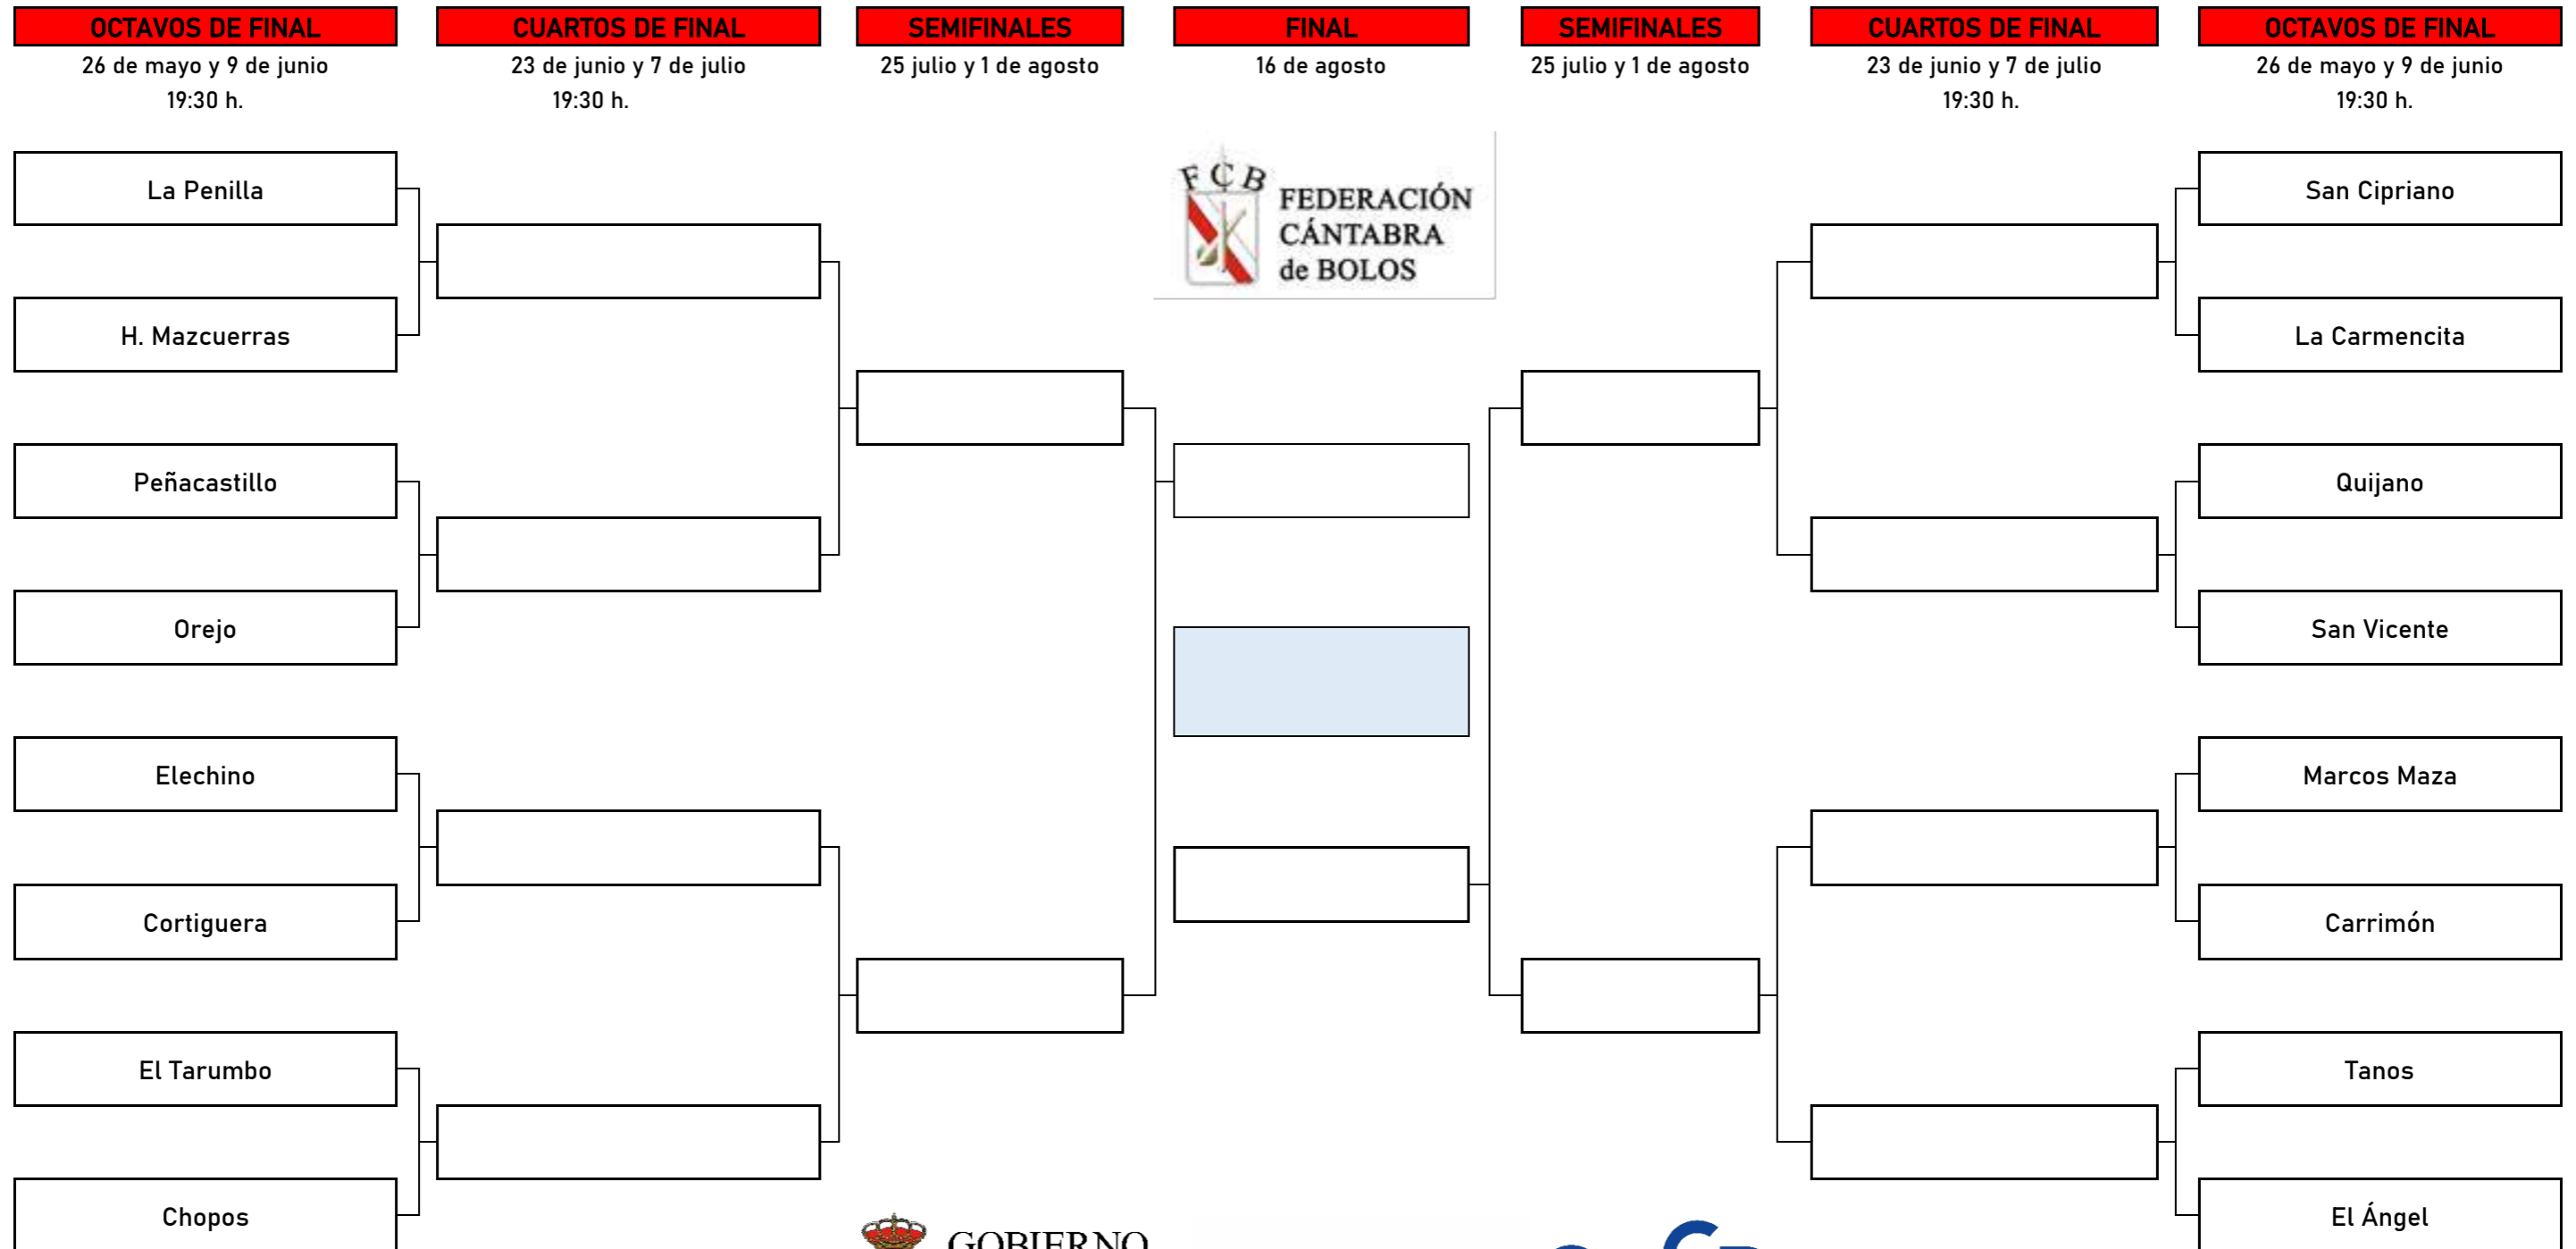 OCTAVOS DE FINAL
CUARTOS DE FINAL
SEMIFINALES
FINAL
SEMIFINALES
CUARTOS DE FINAL
OCTAVOS DE FINAL
26 de mayo y 9 de junio
23 de junio y 7 de julio
25 julio y 1 de agosto
16 de agosto
25 julio y 1 de agosto
23 de junio y 7 de julio
26 de mayo y 9 de junio
19:30 h.
19:30 h.
19:30 h.
19:30 h.
FCB
FEDERACIÓN
CÁNTABRA
de BOLOS
La Penilla
H. Mazcuerras
Peñacastillo
Orejo
Elechino
Cortiguera
El Tarumbo
Chopos
San Cipriano
La Carmencita
Quijano
San Vicente
Marcos Maza
Carrimón
Tanos
El Ángel
GOBIERNO